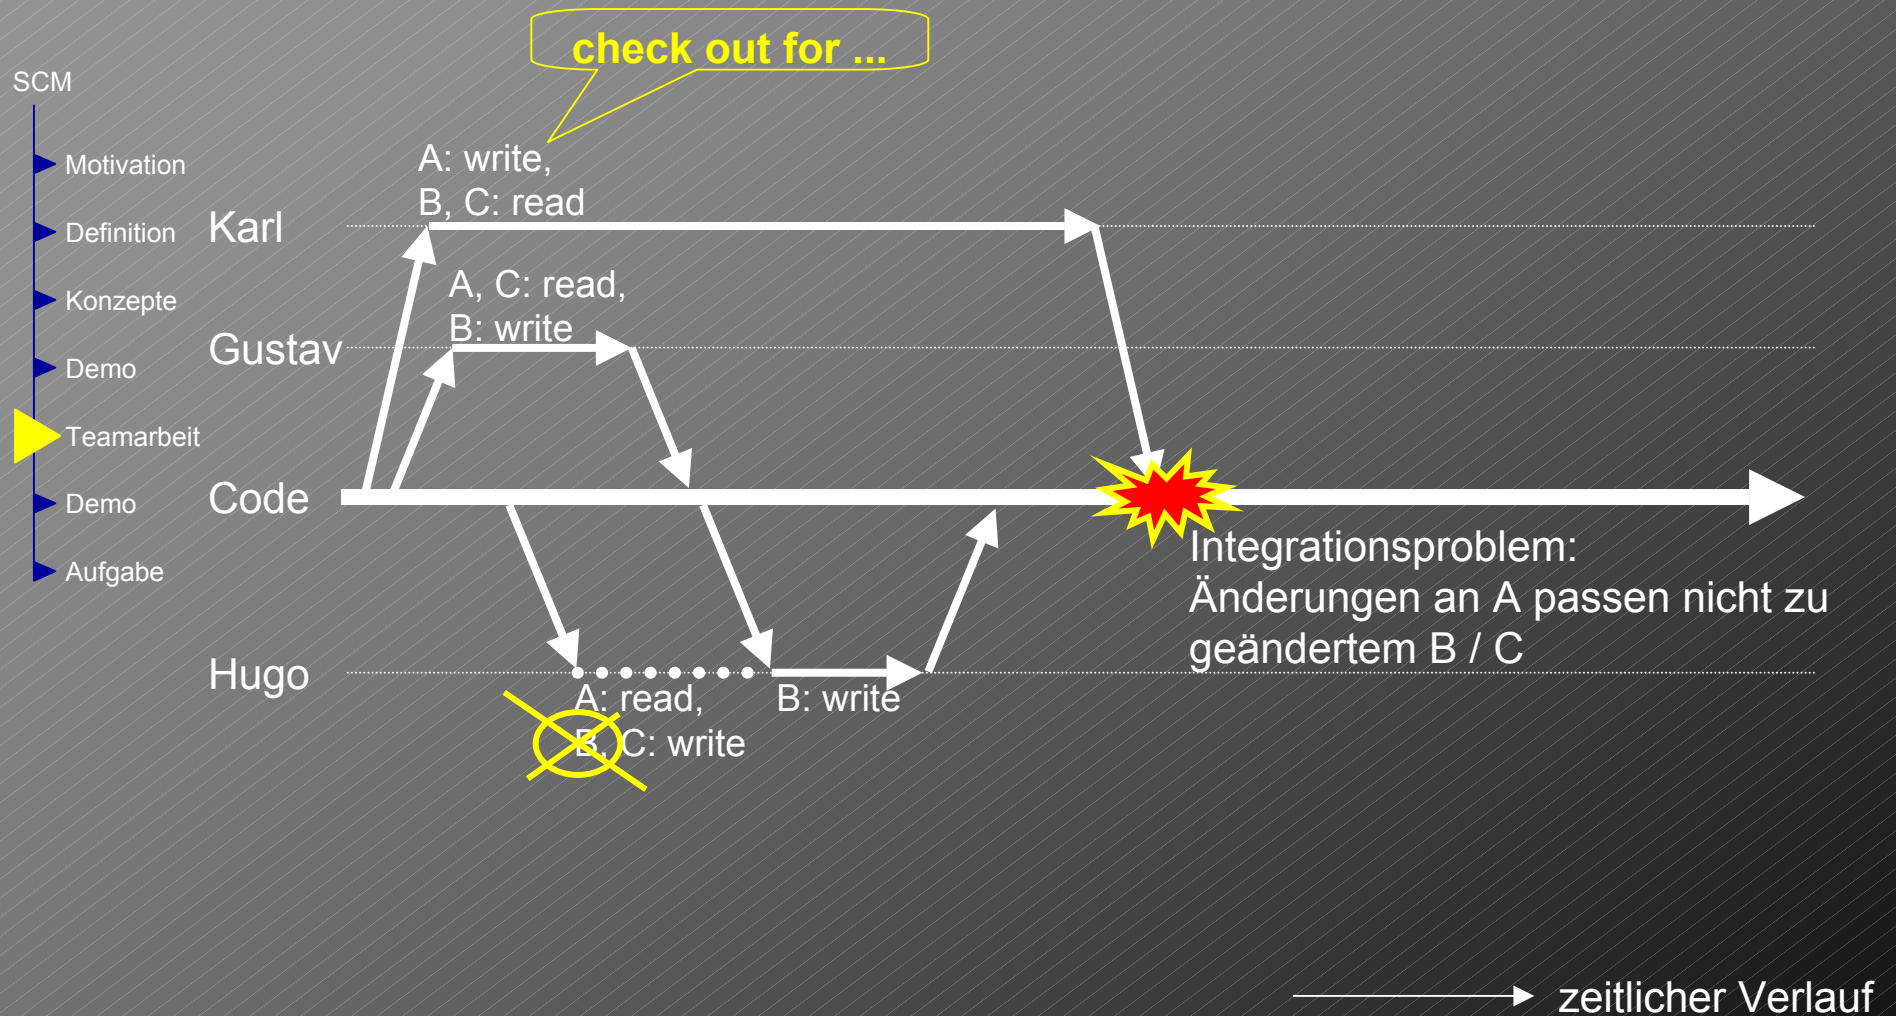 check out for ...
SCM
Motivation
Definition
Konzepte
Demo
Teamarbeit
Demo
Aufgabe
A: write,
B, C: read
Karl
A, C: read,
B: write
Gustav
Code
Integrationsproblem:
Änderungen an A passen nicht zu
geändertem B / C
Hugo
A: read,
B, C: write
B: write
zeitlicher Verlauf